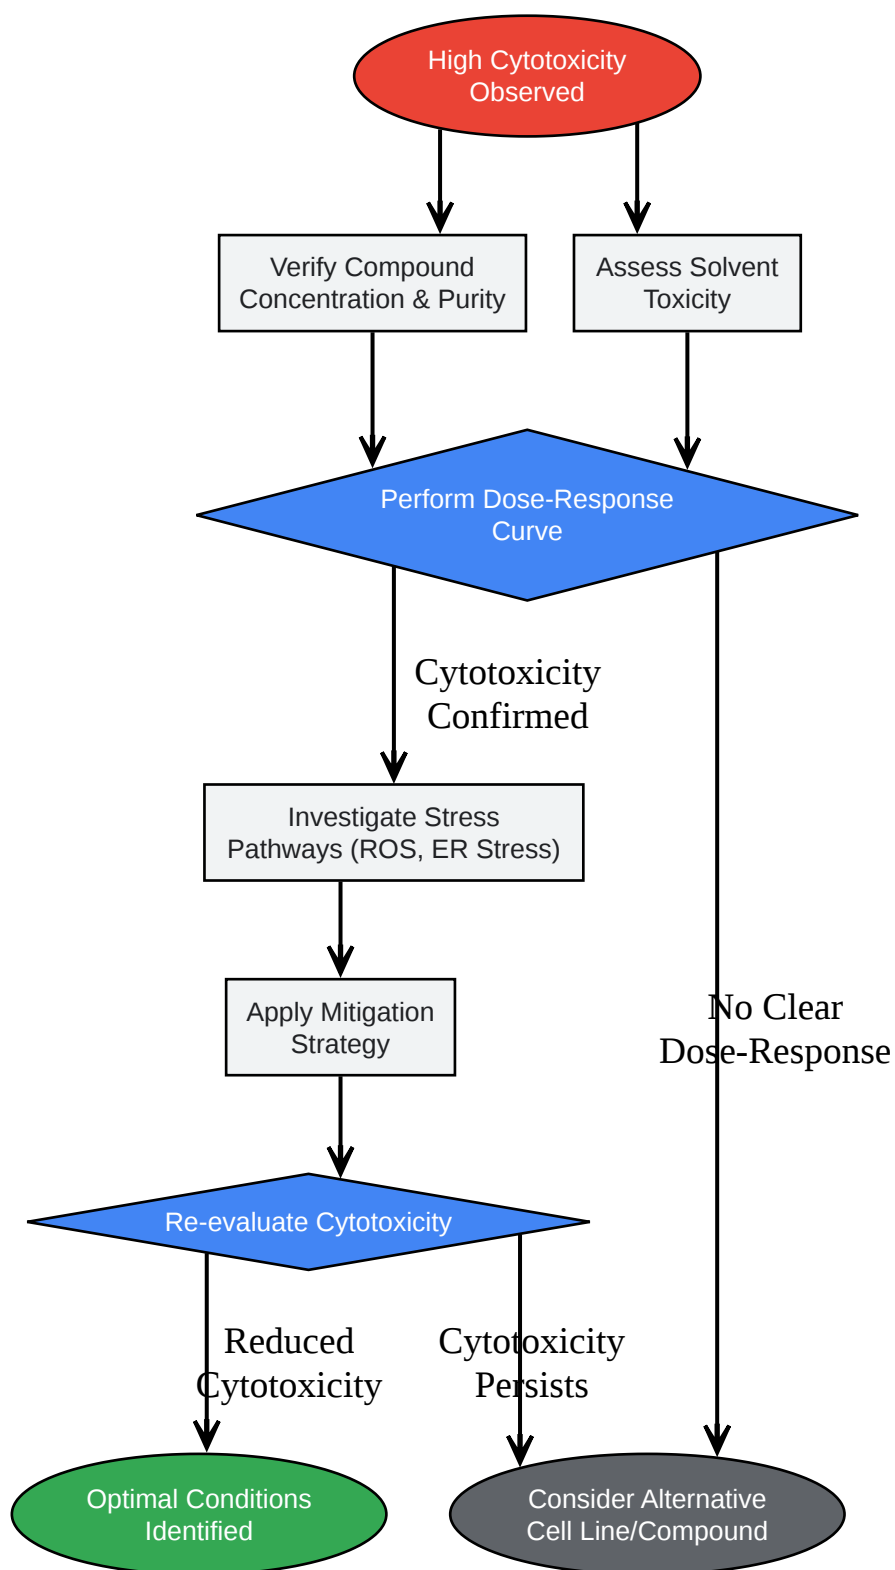 High Cytotoxicity
Observed
Verify Compound
Concentration & Purity
Assess Solvent
Toxicity
Perform Dose-Response
Curve
Cytotoxicity
Confirmed
Investigate Stress
Pathways (ROS, ER Stress)
Apply Mitigation
Strategy
No Clear
Dose-Response
Re-evaluate Cytotoxicity
Reduced
Cytotoxicity
Cytotoxicity
Persists
Optimal Conditions
Identified
Consider Alternative
Cell Line/Compound